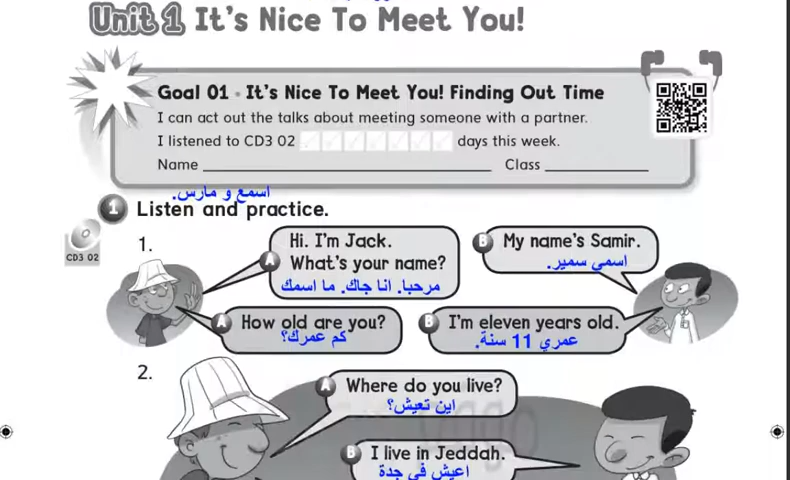 Unit 1 It's Nice To Meet You!
Goal 01 • It's Nice To Meet You! Finding Out Time
I can act out the talks about meeting someone with a partner.
I listened to CD3 02 days this week.
Name Class
اسمع و مارس.
1 Listen and practice.
CD3 02
1.
A Hi. I'm Jack.
What's your name?
مرحبا. انا جاك. ما اسمك
B My name's Samir.
اسمي سمير.
A How old are you?
كم عمرك؟
B I'm eleven years old.
عمري 11 سنة.
2.
A Where do you live?
اين تعيش؟
B I live in Jeddah.
اعيش في جدة